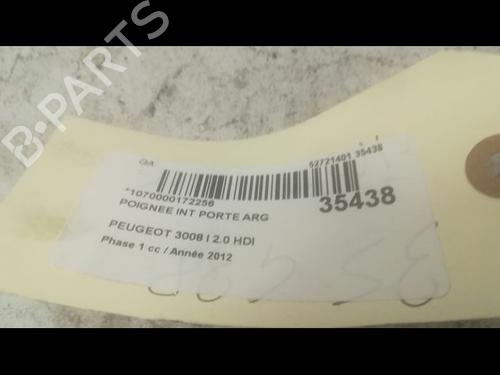 B-PARTS
GIA
52721401 35438
*1070000172256
POIGNEE INT PORTE ARG
35438
PEUGEOT 3008 I 2.0 HDI
Phase 1 cc / Année 2012